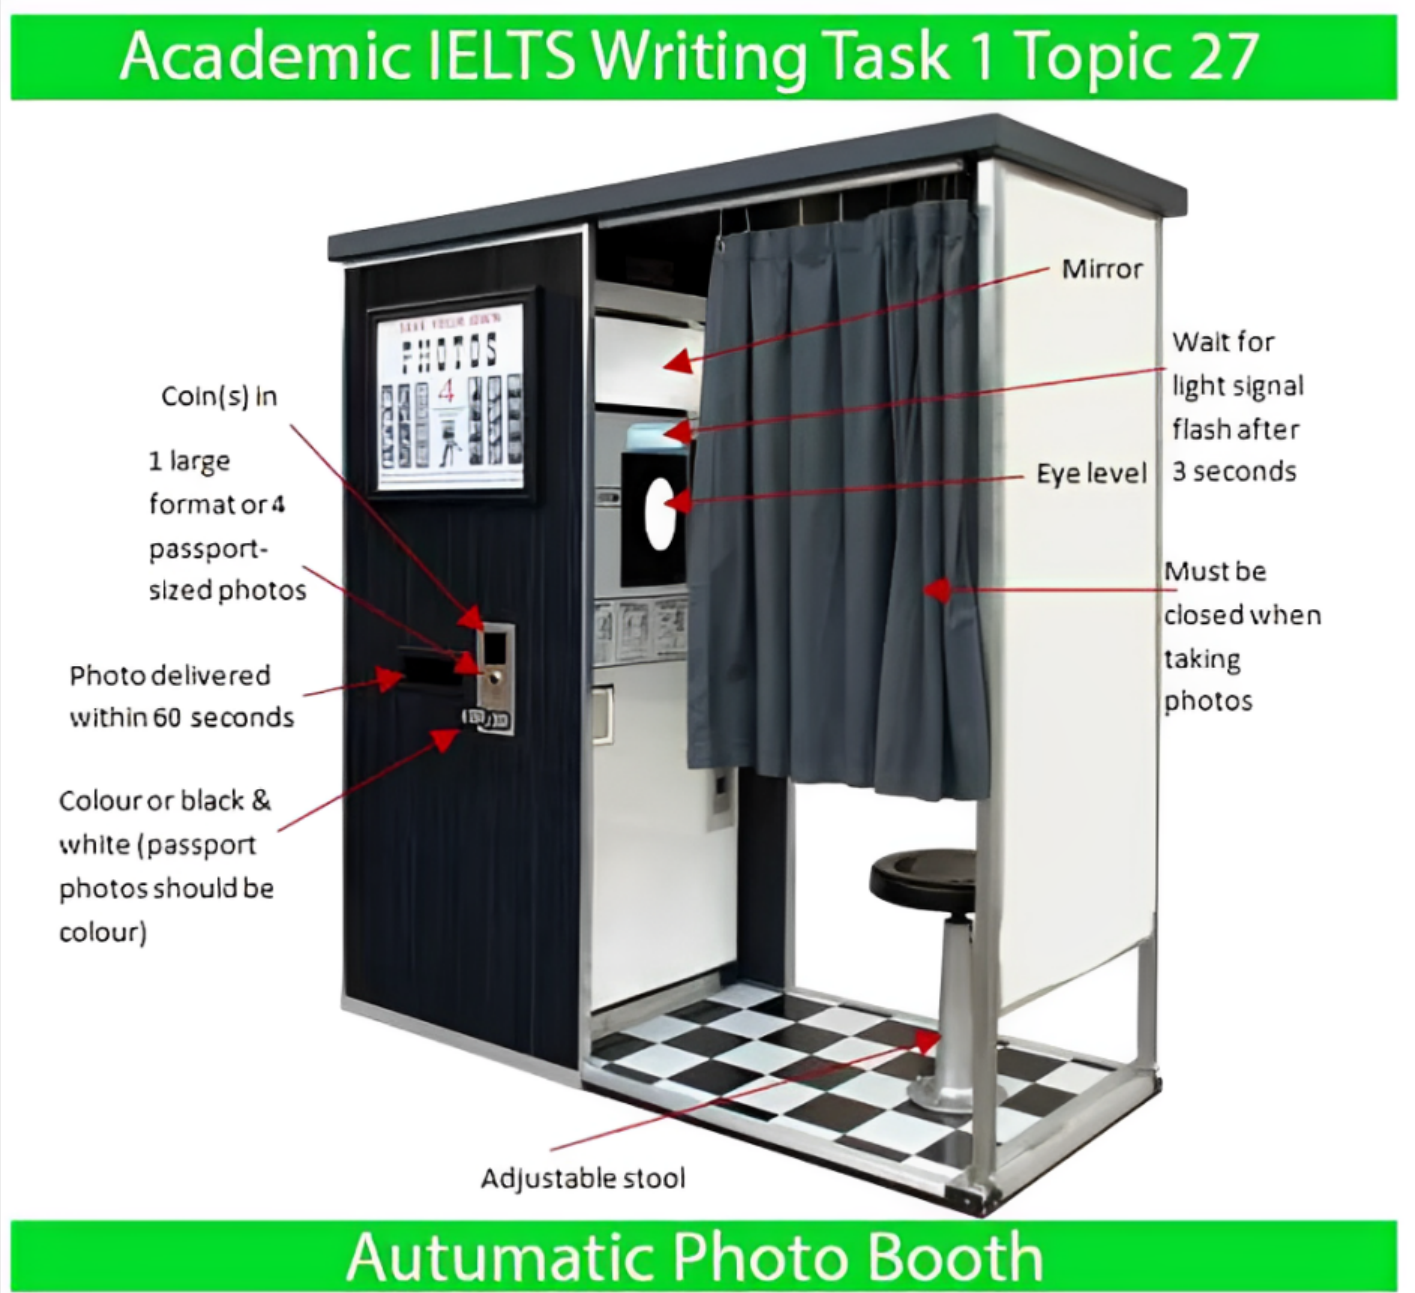 Academic IELTS Writing Task 1 Topic 27
PHOTOS
4
Mirror
Wait for
light signal
flash after
3 seconds
Eye level
Must be
closed when
taking
photos
Coin(s) in
1 large
format or 4
passport-
sized photos
Photo delivered
within 60 seconds
Colour or black &
white (passport
photos should be
colour)
Adjustable stool
Autumatic Photo Booth